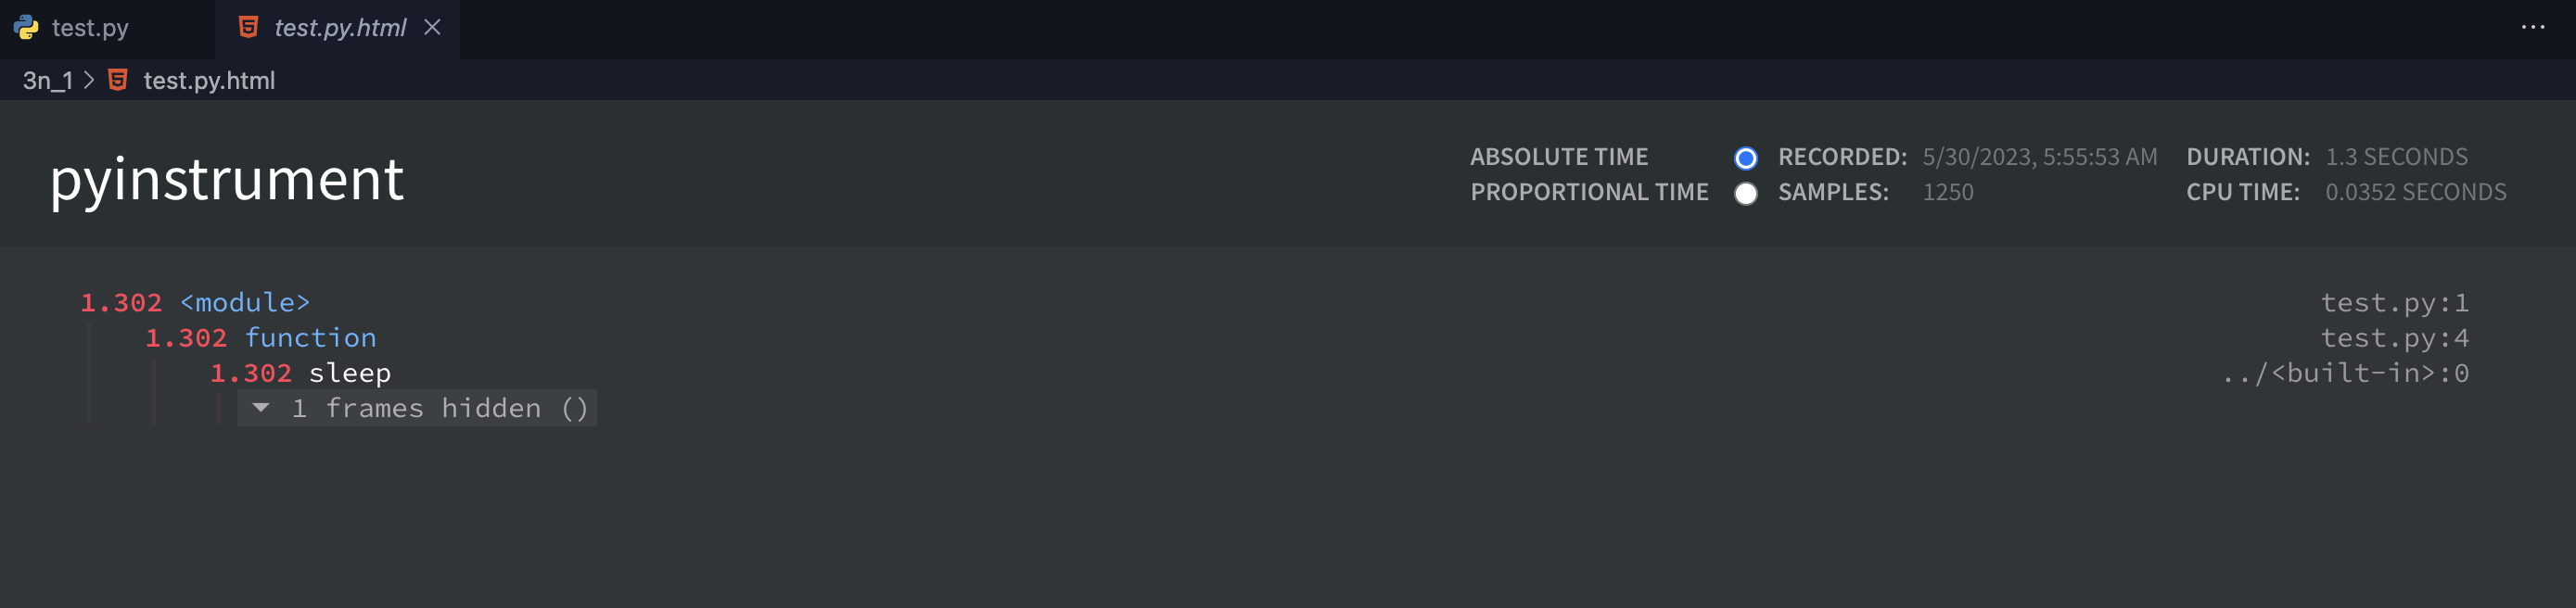 test.py test.py.html
3n_1 > test.py.html
pyinstrument
ABSOLUTE TIME RECORDED: 5/30/2023, 5:55:53 AM DURATION: 1.3 SECONDS
PROPORTIONAL TIME SAMPLES: 1250 CPU TIME: 0.0352 SECONDS
1.302 <module> test.py:1
1.302 function test.py:4
1.302 sleep ../<built-in>:0
1 frames hidden ()